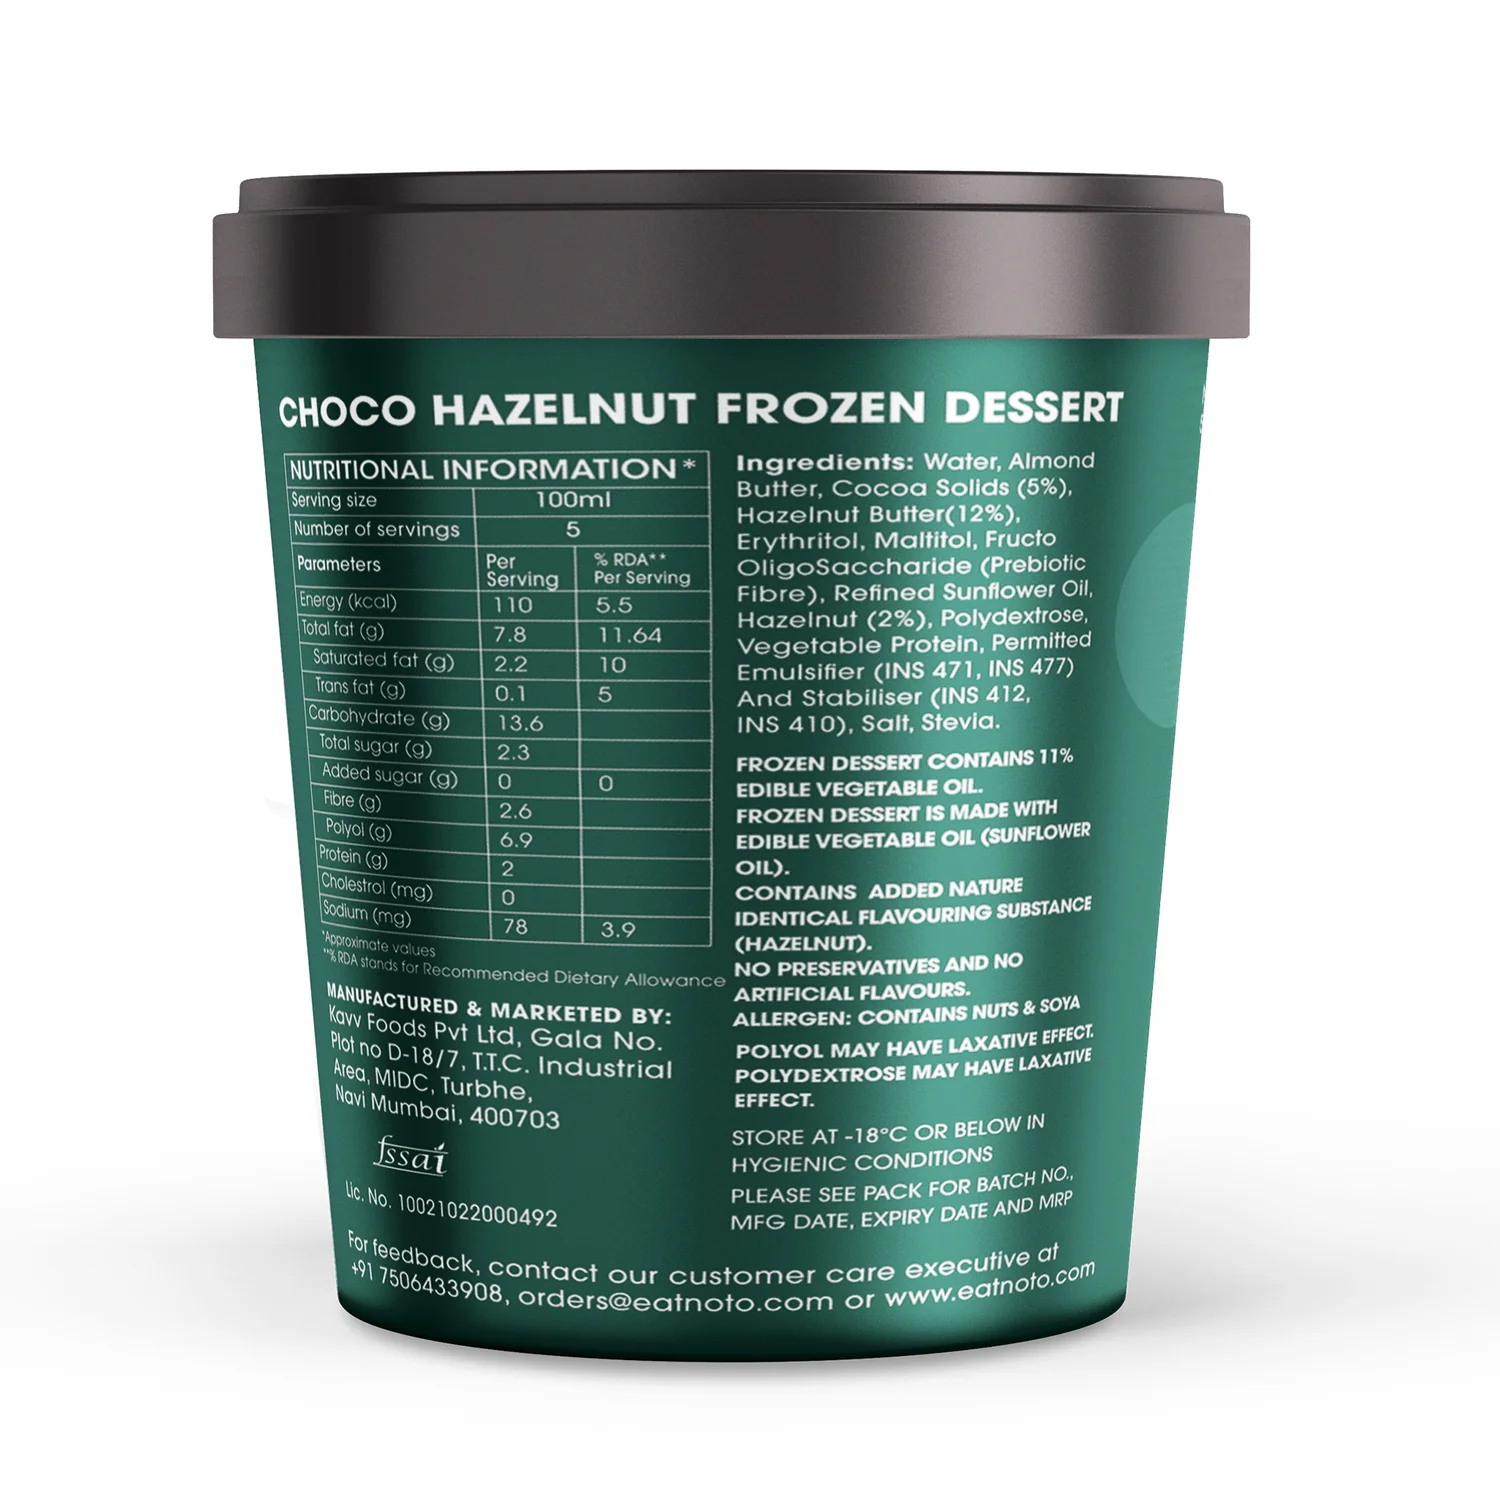 CHOCO HAZELNUT FROZEN DESSERT
NUTRITIONAL INFORMATION *
Serving size 100ml
Number of servings 5
Parameters Per Serving % RDA** Per Serving
Energy (kcal) 110 5.5
Total fat (g) 7.8 11.64
Saturated fat (g) 2.2 10
Trans fat (g) 0.1 5
Carbohydrate (g) 13.6
Total sugar (g) 2.3
Added sugar (g) 0 0
Fibre (g) 2.6
Polyol (g) 6.9
Protein (g) 2
Cholestrol (mg) 0
Sodium (mg) 78 3.9
*Approximate values
**% RDA stands for Recommended Dietary Allowance
MANUFACTURED & MARKETED BY:
Kavv Foods Pvt Ltd, Gala No.
Plot no D-18/7, T.T.C. Industrial
Area, MIDC, Turbhe,
Navi Mumbai, 400703
fssai
Lic. No. 10021022000492
Ingredients: Water, Almond
Butter, Cocoa Solids (5%),
Hazelnut Butter(12%),
Erythritol, Maltitol, Fructo
OligoSaccharide (Prebiotic
Fibre), Refined Sunflower Oil,
Hazelnut (2%), Polydextrose,
Vegetable Protein, Permitted
Emulsifier (INS 471, INS 477)
And Stabiliser (INS 412,
INS 410), Salt, Stevia.
FROZEN DESSERT CONTAINS 11%
EDIBLE VEGETABLE OIL.
FROZEN DESSERT IS MADE WITH
EDIBLE VEGETABLE OIL (SUNFLOWER
OIL).
CONTAINS ADDED NATURE
IDENTICAL FLAVOURING SUBSTANCE
(HAZELNUT).
NO PRESERVATIVES AND NO
ARTIFICIAL FLAVOURS.
ALLERGEN: CONTAINS NUTS & SOYA
POLYOL MAY HAVE LAXATIVE EFFECT.
POLYDEXTROSE MAY HAVE LAXATIVE
EFFECT.
STORE AT -18°C OR BELOW IN
HYGIENIC CONDITIONS
PLEASE SEE PACK FOR BATCH NO.,
MFG DATE, EXPIRY DATE AND MRP
For feedback, contact our customer care executive at
+91 7506433908, orders@eatnoto.com or www.eatnoto.com